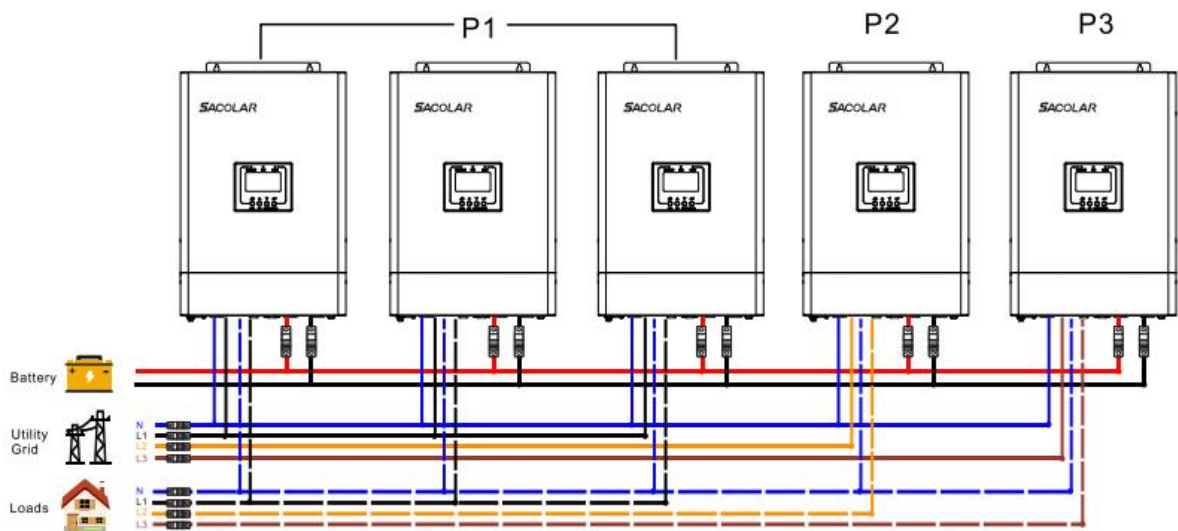 P1 P2 P3
SACOLAR SACOLAR SACOLAR SACOLAR SACOLAR
Battery
+ -
Utility
Grid
N
L1
L2
L3
Loads
N
L1
L2
L3